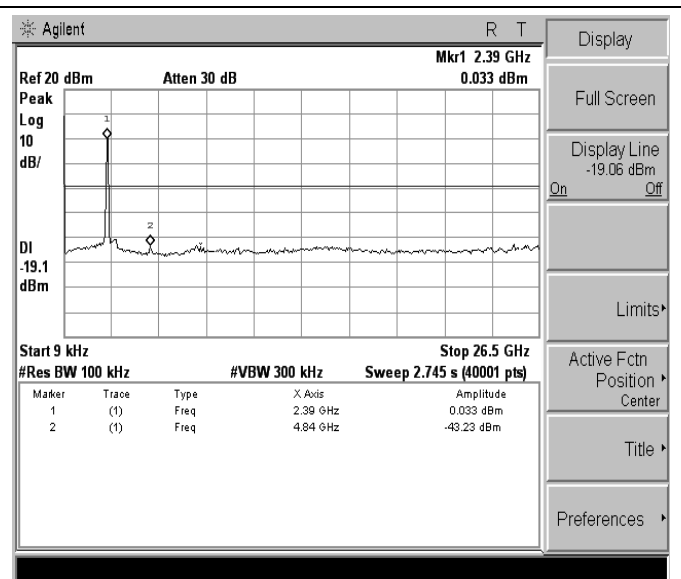 Agilent R T
Mkr1 2.39 GHz
Ref 20 dBm Atten 30 dB 0.033 dBm
Peak
Log
10
dB/
1
2
DI
-19.1
dBm
Start 9 kHz Stop 26.5 GHz
#Res BW 100 kHz #VBW 300 kHz Sweep 2.745 s (40001 pts)
Marker Trace Type X Axis Amplitude
1 (1) Freq 2.39 GHz 0.033 dBm
2 (1) Freq 4.84 GHz -43.23 dBm
Display
Full Screen
Display Line
-19.06 dBm
On Off
Limits
Active Fctn
Position
Center
Title
Preferences